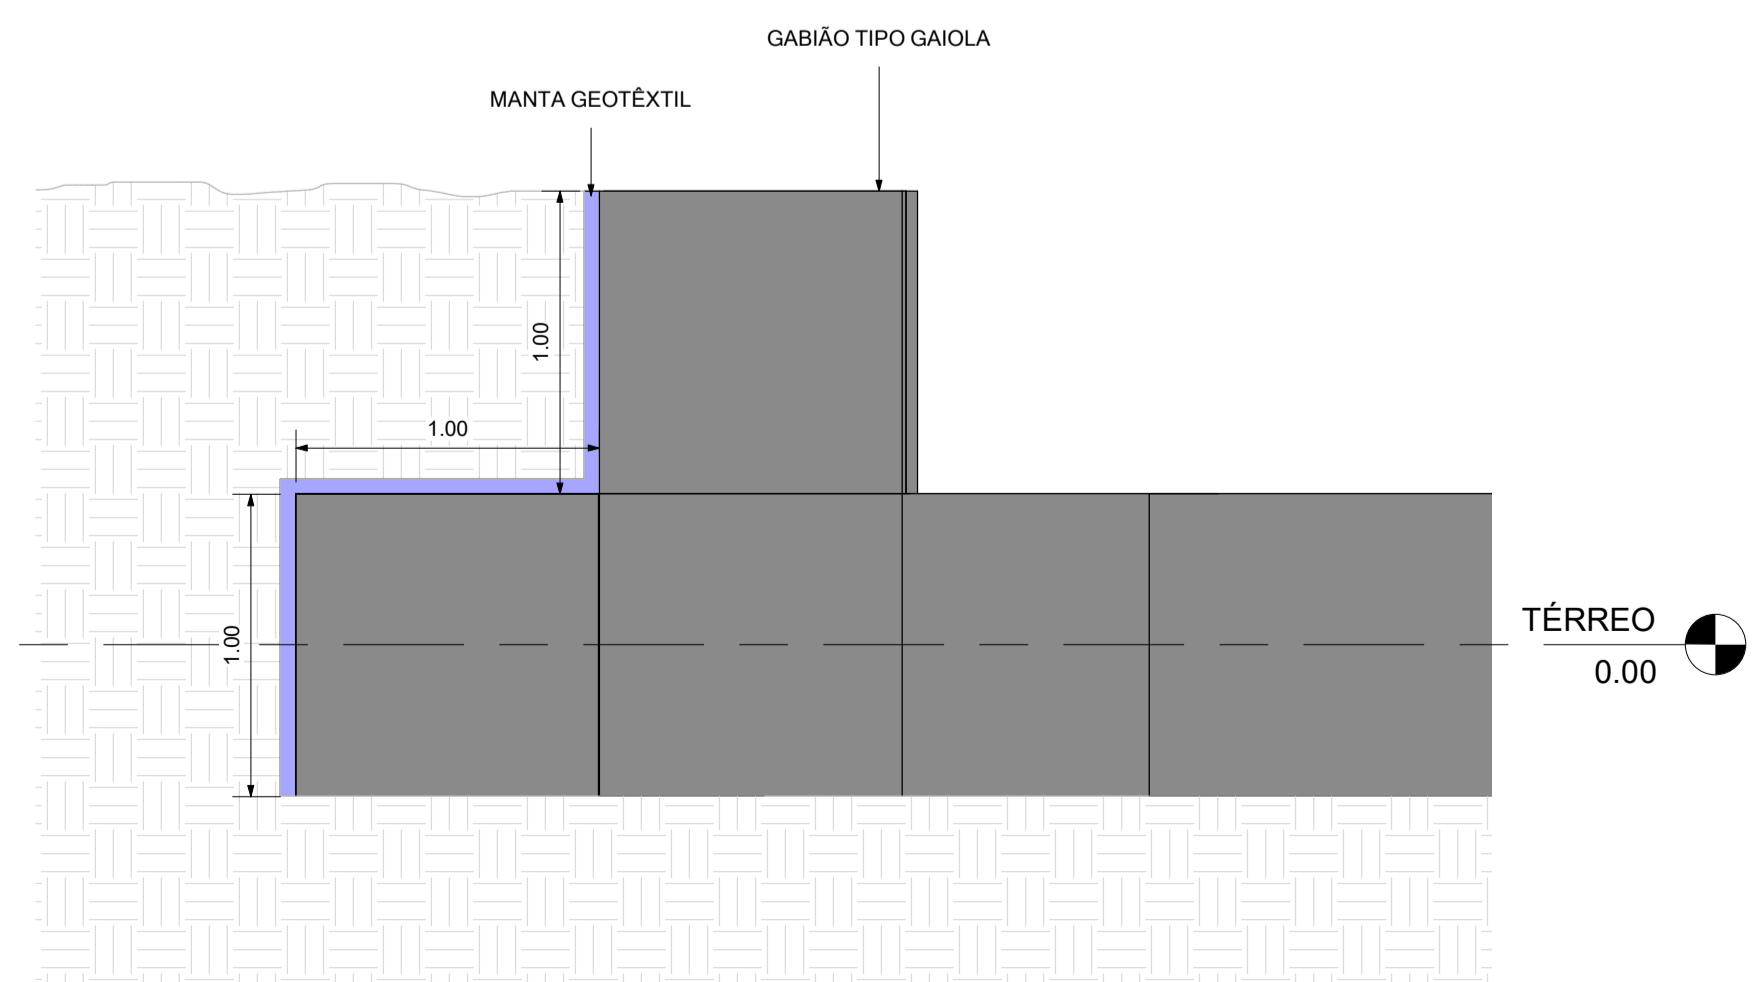 GABIÃO TIPO GAIOLA
MANTA GEOTÊXTIL
1.00
1.00
1.00
TÉRREO
0.00